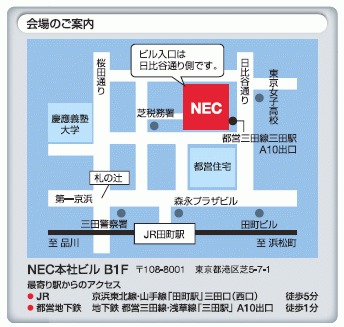 会場のご案内
桜田通り
ビル入口は
日比谷通り側です。
日比谷通り
東京女子高校
慶應義塾
大学
芝税務署
NEC
都営三田線三田駅
A10出口
都営住宅
札の辻
第一京浜
森永プラザビル
三田警察署
JR田町駅
田町ビル
至 品川
至 浜松町
NEC本社ビル B1F 〒108-8001 東京都港区芝5-7-1
最寄り駅からのアクセス
● JR 京浜東北線・山手線「田町駅」三田口(西口) 徒歩5分
● 都営地下鉄 地下鉄 都営三田線・浅草線「三田駅」 A10出口 徒歩1分